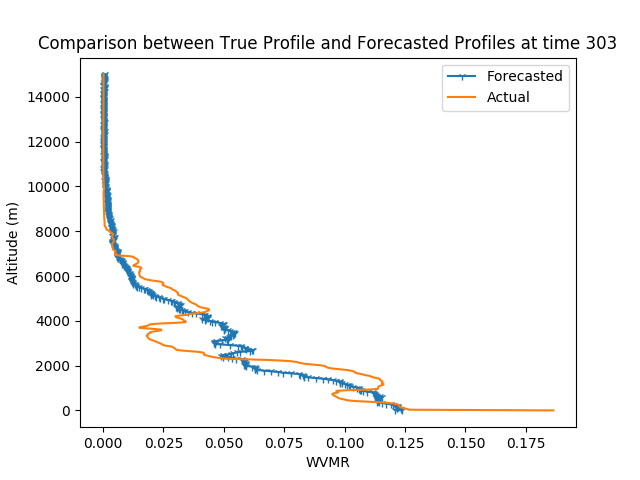 Comparison between True Profile and Forecasted Profiles at time 303
Forecasted
Actual
Altitude (m)
14000
12000
10000
8000
6000
4000
2000
0
0.000 0.025 0.050 0.075 0.100 0.125 0.150 0.175
WVMR